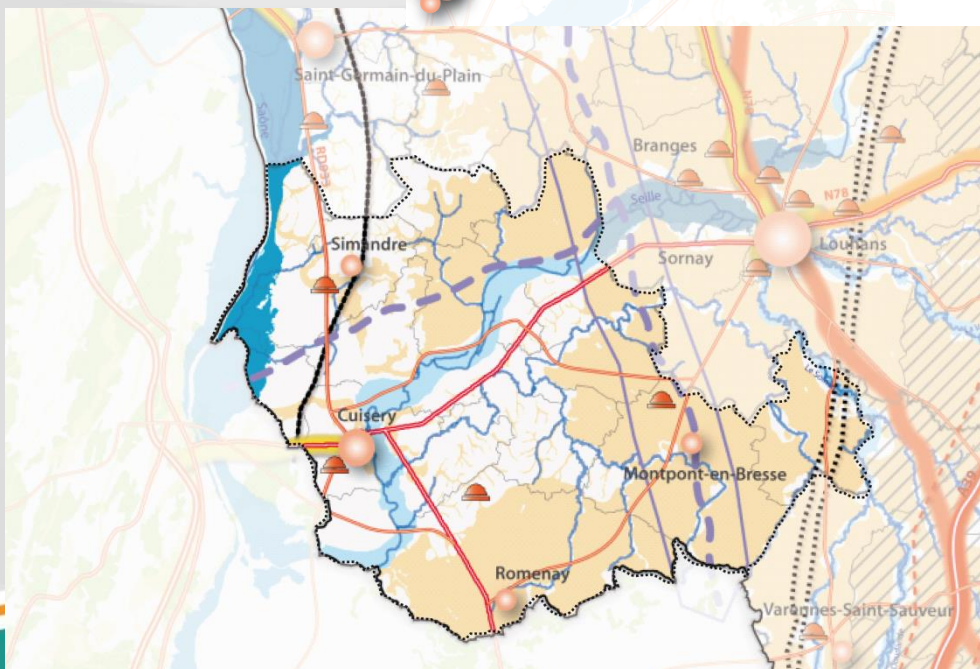 Saint-Germain-du-Plain
Saône
N78
Branges
N78
Seille
Simandre
Sornay
Louhans
Cuisery
Montpont-en-Bresse
Romenay
Varennes-Saint-Sauveur